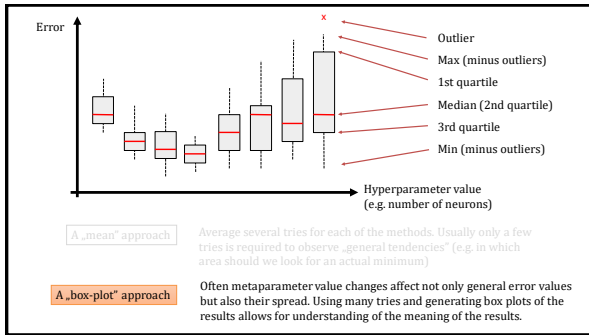 Error
x
Outlier
Max (minus outliers)
1st quartile
Median (2nd quartile)
3rd quartile
Min (minus outliers)
Hyperparameter value
(e.g. number of neurons)
A „mean" approach
Average several tries for each of the methods. Usually only a few
tries is required to observe „general tendencies" (e.g. in which
area should we look for an actual minimum)
A „box-plot" approach
Often metaparameter value changes affect not only general error values
but also their spread. Using many tries and generating box plots of the
results allows for understanding of the meaning of the results.